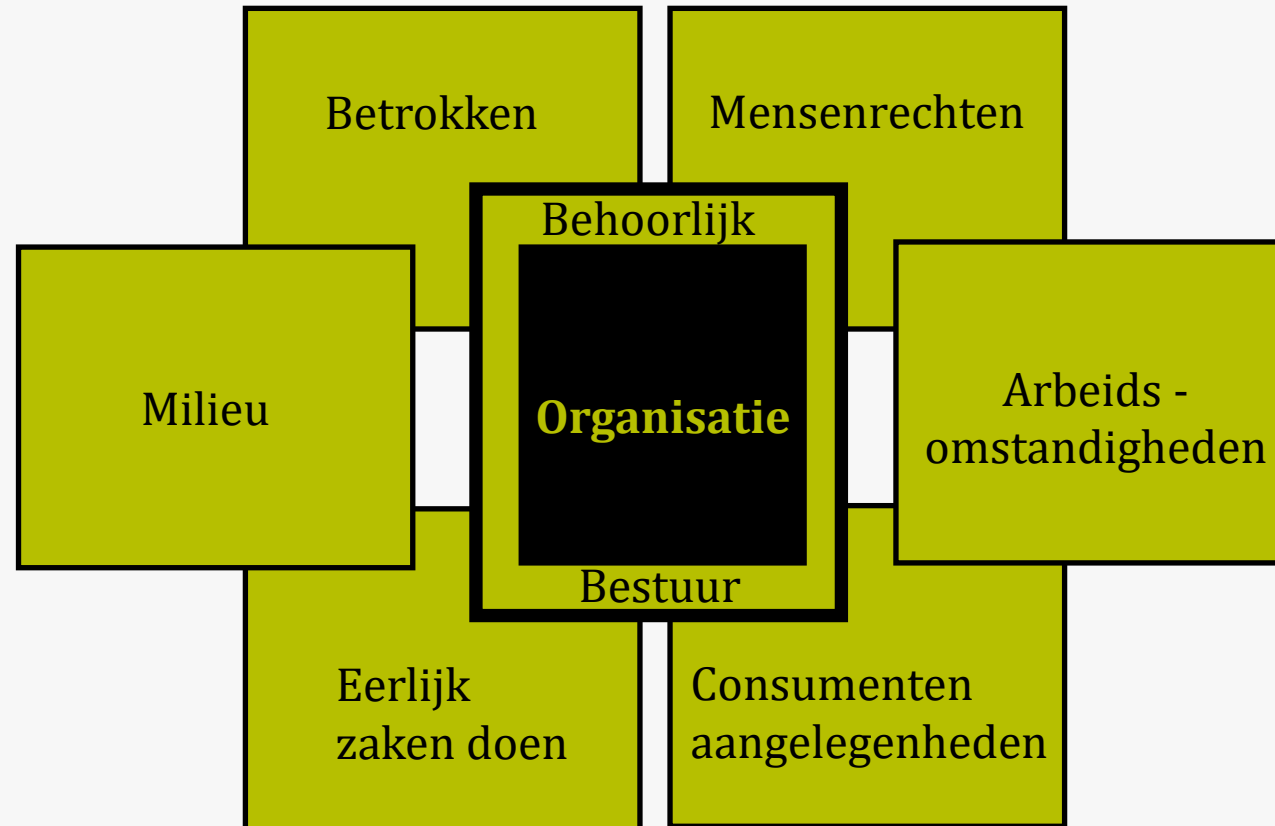 Betrokken
Mensenrechten
Behoorlijk
Milieu
Organisatie
Arbeids -
omstandigheden
Bestuur
Eerlijk
zaken doen
Consumenten
aangelegenheden